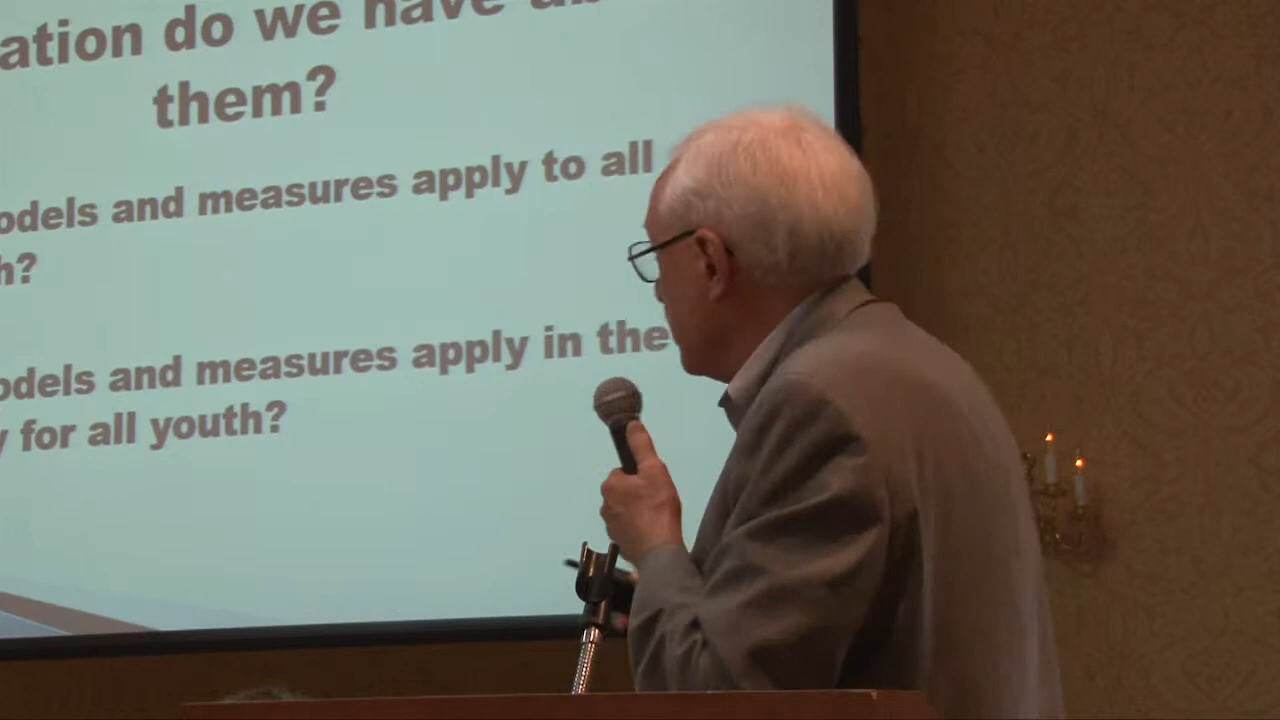 ation do we have ab
them?
odels and measures apply to all
h?
odels and measures apply in the
y for all youth?